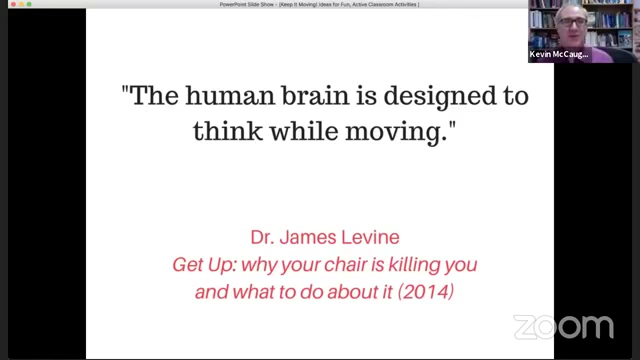 PowerPoint Slide Show - (Keep It Moving) Ideas for Fun, Active Classroom Activities ]
Kevin McCaug...
"The human brain is designed to
think while moving."
Dr. James Levine
Get Up: why your chair is killing you
and what to do about it (2014)
zoom